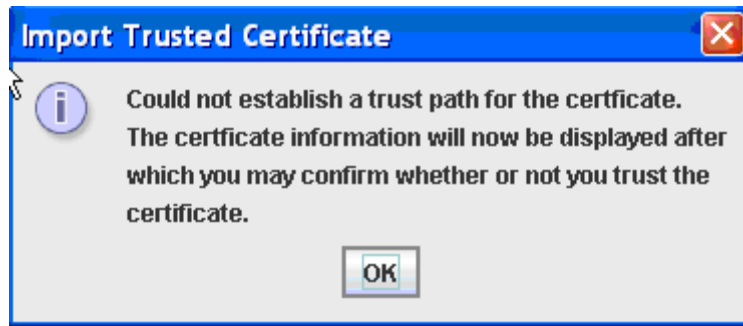 Import Trusted Certificate
Could not establish a trust path for the certficate.
The certficate information will now be displayed after
which you may confirm whether or not you trust the
certificate.
OK